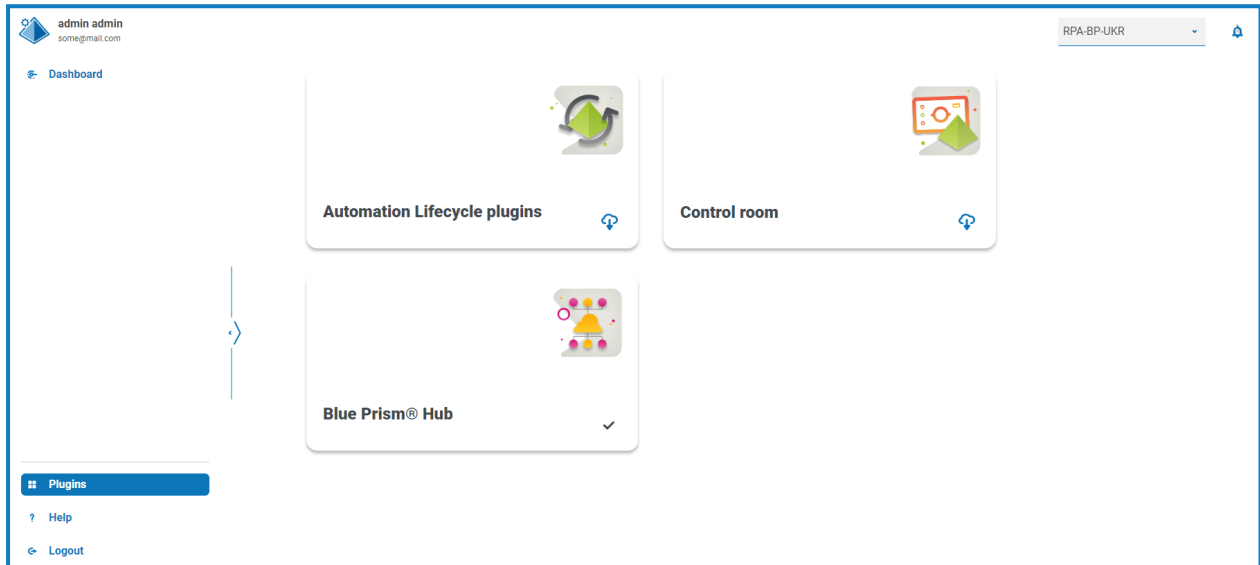 admin admin
some@mail.com
RPA-BP-UKR
Dashboard
Automation Lifecycle plugins
Control room
Blue Prism® Hub
Plugins
? Help
Logout